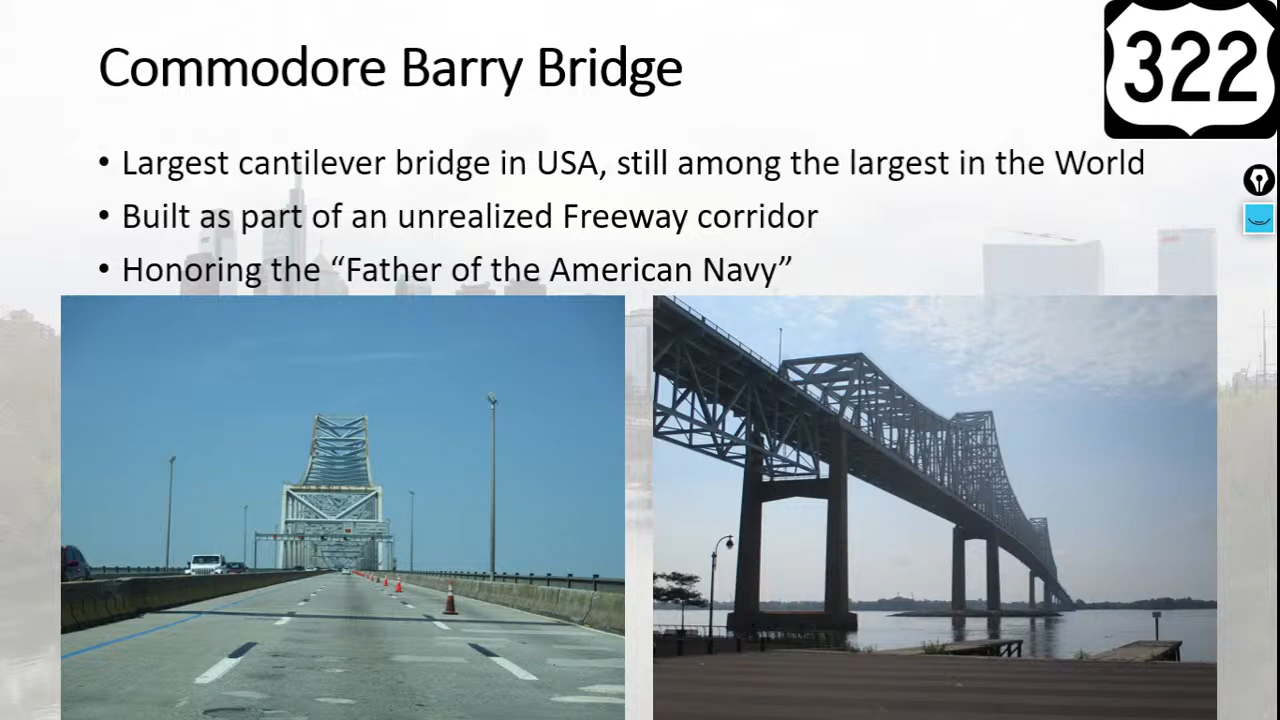 Commodore Barry Bridge
322
• Largest cantilever bridge in USA, still among the largest in the World
• Built as part of an unrealized Freeway corridor
• Honoring the “Father of the American Navy”